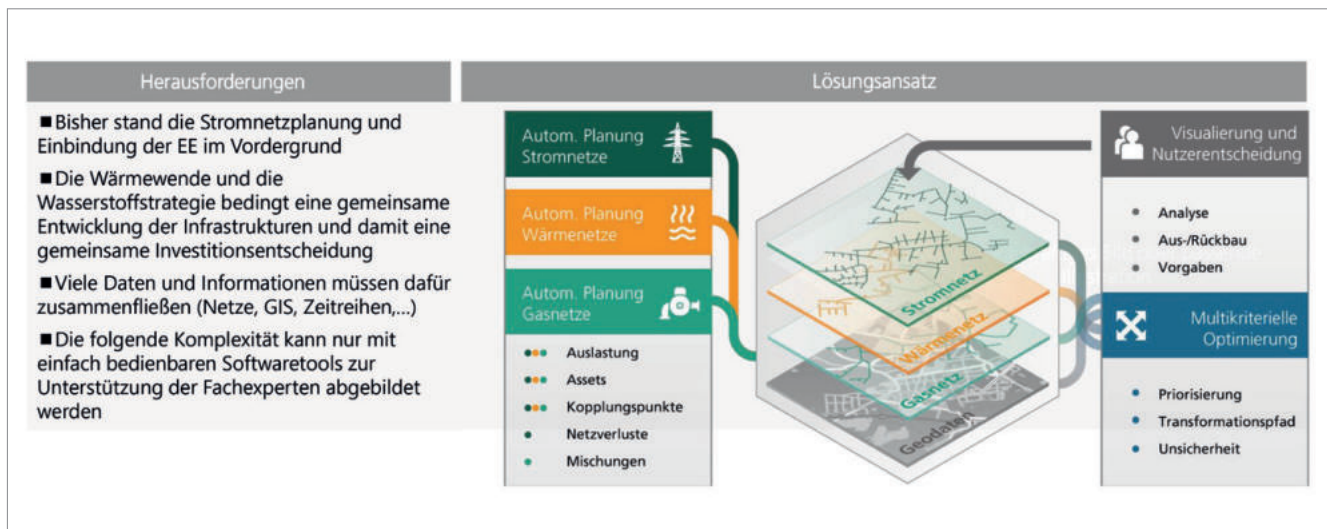 Herausforderungen
■ Bisher stand die Stromnetzplanung und
Einbindung der EE im Vordergrund
■ Die Wärmewende und die
Wasserstoffstrategie bedingt eine gemeinsame
Entwicklung der Infrastrukturen und damit eine
gemeinsame Investitionsentscheidung
■ Viele Daten und Informationen müssen dafür
zusammenfließen (Netze, GIS, Zeitreihen,...)
■ Die folgende Komplexität kann nur mit
einfach bedienbaren Softwaretools zur
Unterstützung der Fachexperten abgebildet
werden
Lösungsansatz
Autom. Planung
Stromnetze
Autom. Planung
Wärmenetze
Autom. Planung
Gasnetze
Auslastung
Assets
Kopplungspunkte
Netzverluste
Mischungen
Stromnetz
Wärmenetz
Gasnetz
Geodaten
Visualierung und
Nutzerentscheidung
• Analyse
• Aus-/Rückbau
• Vorgaben
Multikriterielle
Optimierung
• Priorisierung
• Transformationspfad
• Unsicherheit